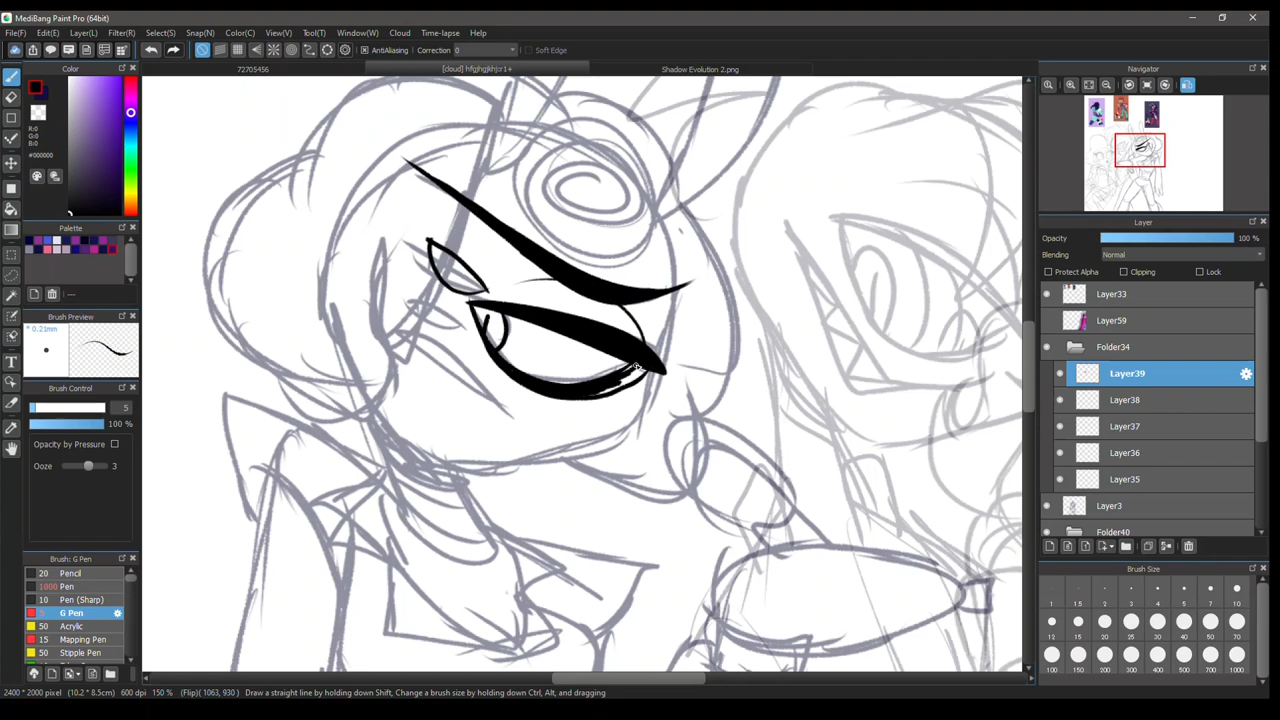 MediBang Paint Pro (64bit)
File(F) Edit(E) Layer(L) Filter(R) Select(S) Snap(N) Color(C) View(V) Tool(T) Window(W) Cloud Time-lapse Help
AntiAliasing Correction 0 Soft Edge
Color
72705456
Shadow Evolution 2.png
Navigator
R:0
G:0
B:0
#000000
Palette
---
Brush Preview
* 0.21mm
Brush Control
5
100 %
Opacity by Pressure
Ooze 3
Brush: G Pen
20 Pencil
1000 Pen
10 Pen (Sharp)
G Pen
50 Acrylic
15 Mapping Pen
50 Stipple Pen
Layer
Opacity 100 %
Blending Normal
Protect Alpha Clipping Lock
Layer33
Layer59
Folder34
Layer39
Layer38
Layer37
Layer36
Layer35
Layer3
Folder40
Brush Size
1 1.5 2 3 4 5 7 10
12 15 20 25 30 40 50 70
100 150 200 300 400 500 700 1000
2400 * 2000 pixel (10.2 * 8.5cm) 600 dpi 150 % (Flip) ( 1063, 930 ) Draw a straight line by holding down Shift, Change a brush size by holding down Ctrl, Alt, and dragging